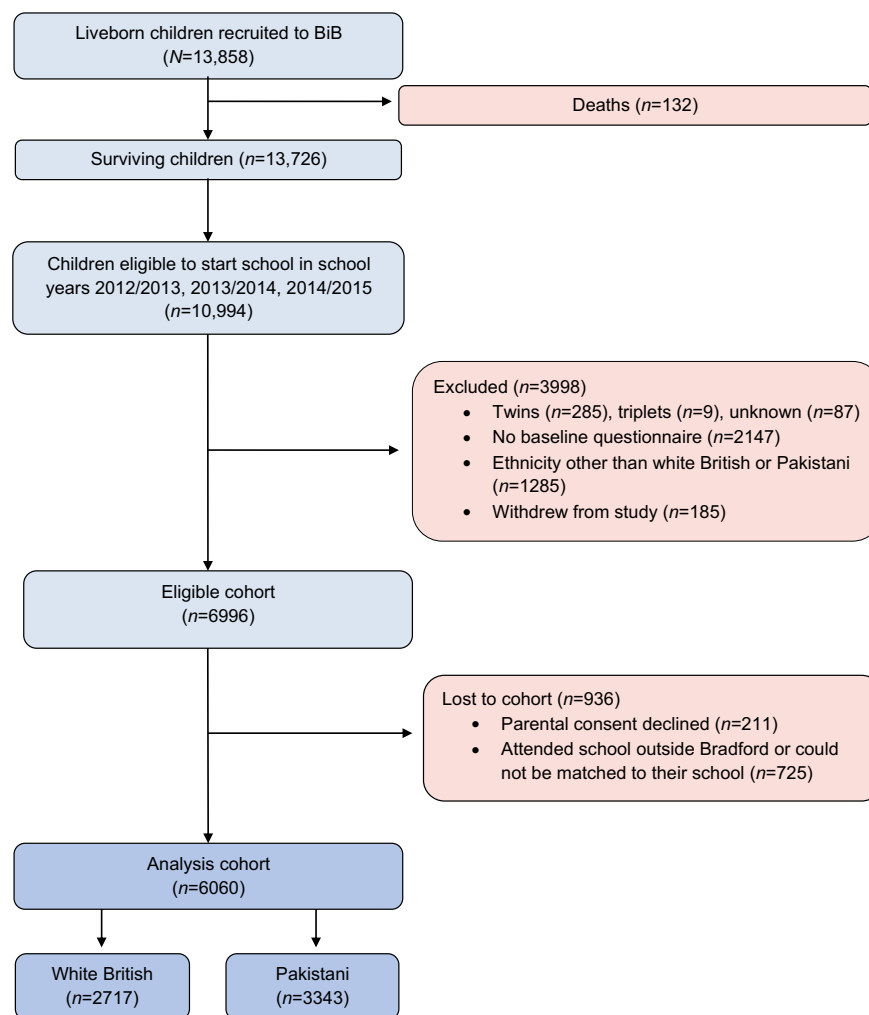 Liveborn children recruited to BiB
(N=13,858)
Deaths (n=132)
Surviving children (n=13,726)
Children eligible to start school in school
years 2012/2013, 2013/2014, 2014/2015
(n=10,994)
Excluded (n=3998)
• Twins (n=285), triplets (n=9), unknown (n=87)
• No baseline questionnaire (n=2147)
• Ethnicity other than white British or Pakistani
(n=1285)
• Withdrew from study (n=185)
Eligible cohort
(n=6996)
Lost to cohort (n=936)
• Parental consent declined (n=211)
• Attended school outside Bradford or could
not be matched to their school (n=725)
Analysis cohort
(n=6060)
White British
(n=2717)
Pakistani
(n=3343)